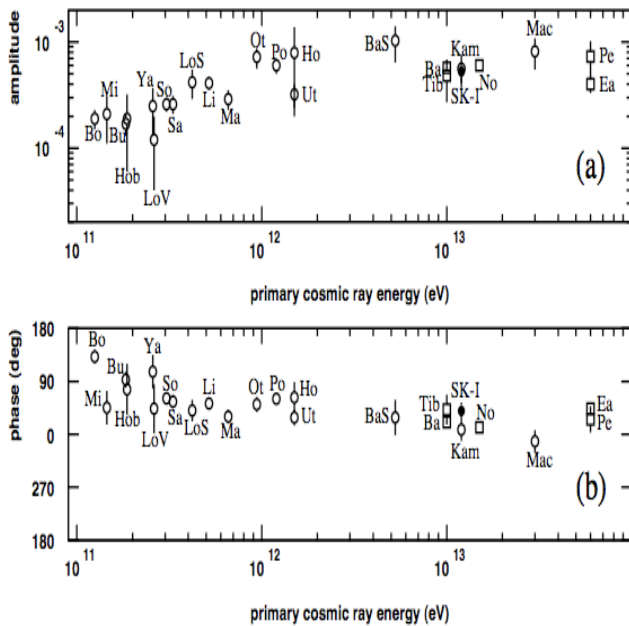 amplitude
10 -3
10 -4
Bo
Mi
Bu
Hob
Ya
LoV
So
Sa
LoS
Li
Ma
Ot
Po
Ho
Ut
BaS
Ba
Tib
Kam
SK-I
No
Mac
Pe
Ea
(a)
10 11
10 12
10 13
primary cosmic ray energy (eV)
phase (deg)
180
90
0
270
180
Bo
Mi
Bu
Hob
Ya
LoV
So
Sa
LoS
Li
Ma
Ot
Po
Ho
Ut
BaS
Tib
Ba
SK-I
Kam
No
Mac
Ea
Pe
(b)
10 11
10 12
10 13
primary cosmic ray energy (eV)